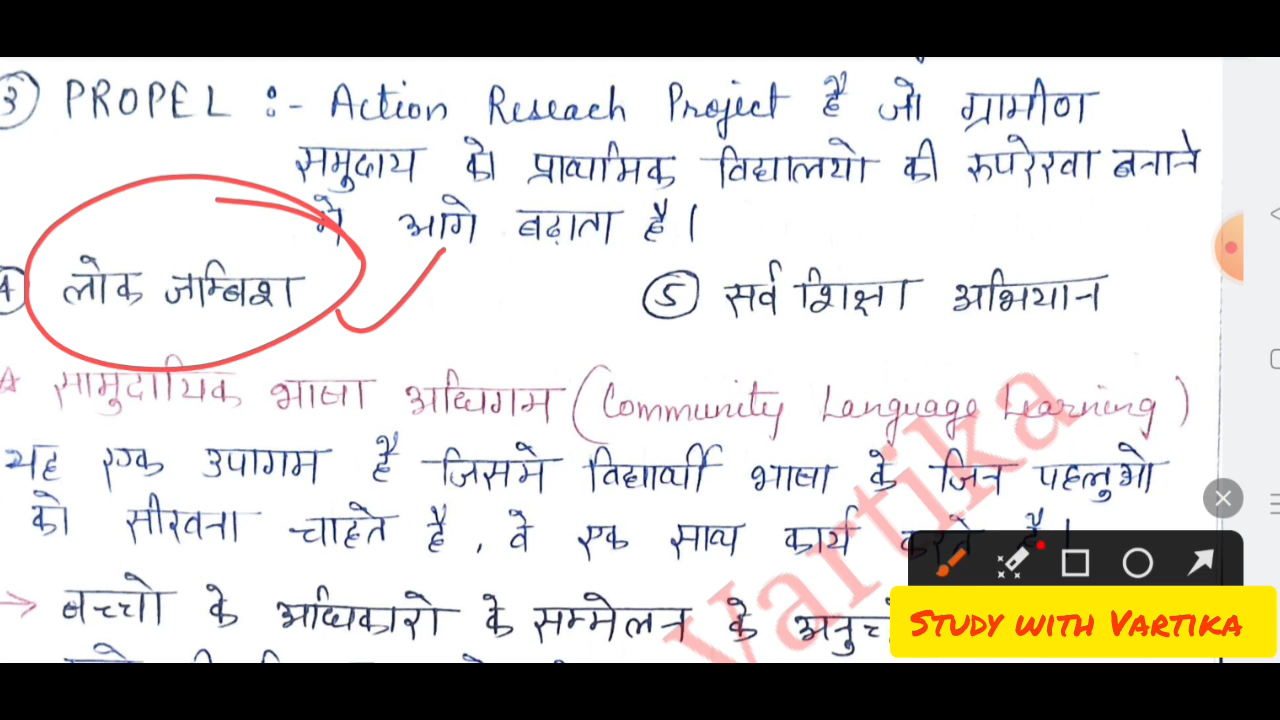 ③ PROPEL :- Action Reseach Project है जो ग्रामीण
समुदाय को प्राथमिक विद्यालयो की रुपरेखा बनाने
मे आगे बढ़ाता है।
④ लोक जम्बिश ⑤ सर्व शिक्षा अभियान
सामुदायिक भाषा अधिगम (Community Language Learning)
यह एक उपागम है जिसमे विद्यार्थी भाषा के जिन पहलुओ
को सीखना चाहते है, वे एक साथ कार्य करते है।
→ बच्चो के अधिकारो के सम्मेलन के
Vartika
STUDY WITH VARTIKA